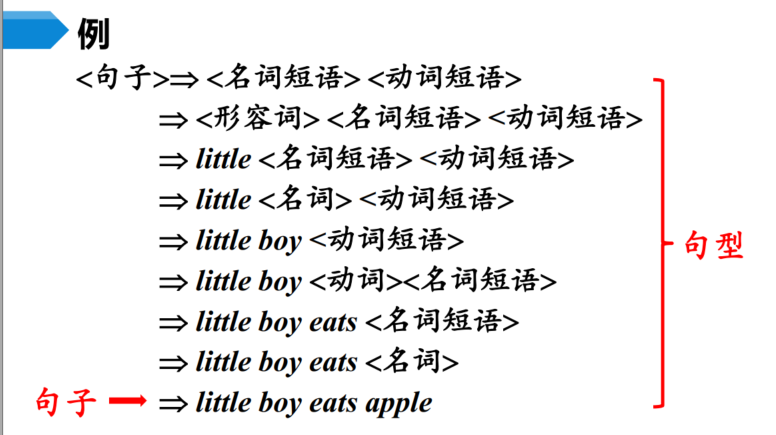 例
<句子>⇒ <名词短语> <动词短语>
⇒ <形容词> <名词短语> <动词短语>
⇒ little <名词短语> <动词短语>
⇒ little <名词> <动词短语>
⇒ little boy <动词短语>
句型
⇒ little boy <动词><名词短语>
⇒ little boy eats <名词短语>
⇒ little boy eats <名词>
句子 ⇒ little boy eats apple